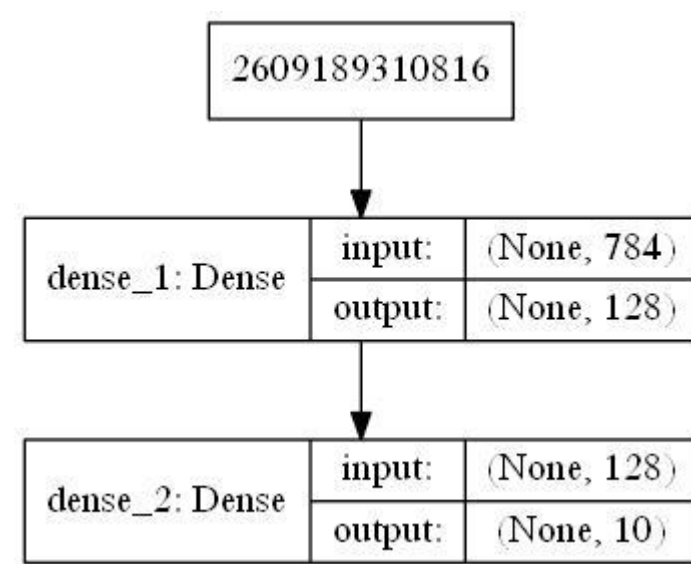 2609189310816
dense_1: Dense
input:
(None, 784)
output:
(None, 128)
dense_2: Dense
input:
(None, 128)
output:
(None, 10)